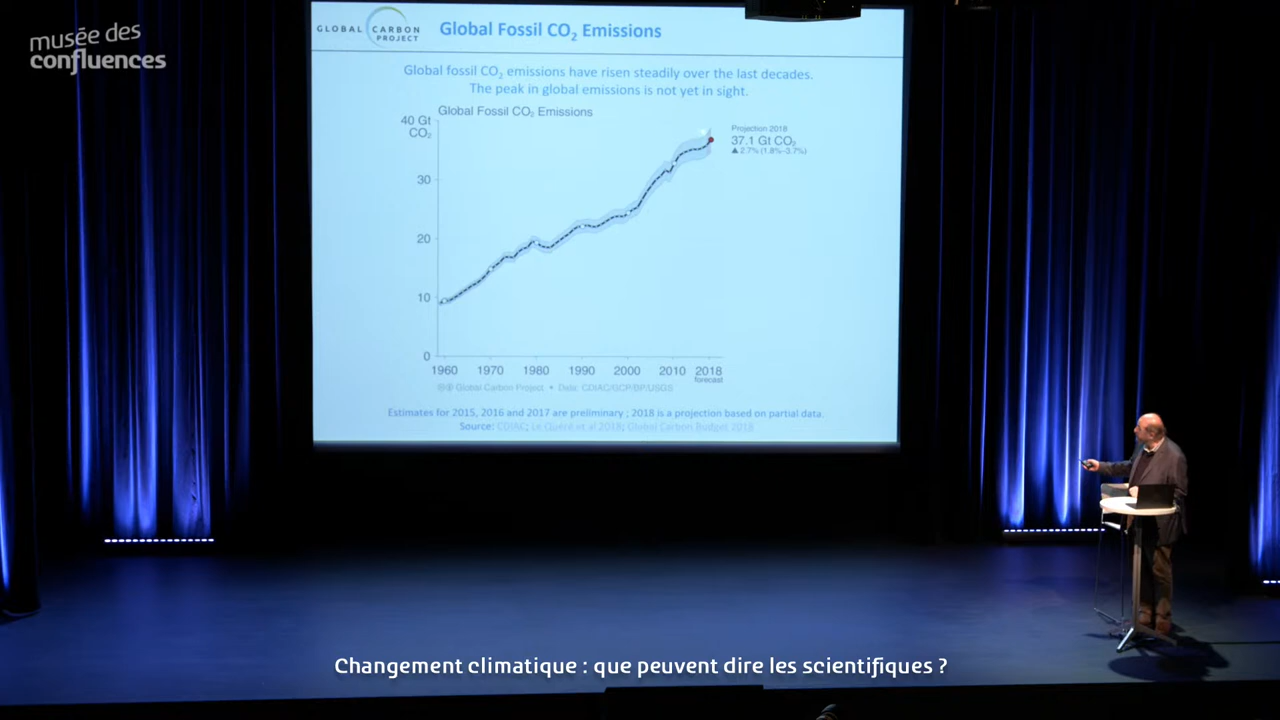 musée des
confluences
GLOBAL CARBON
PROJECT
Global Fossil CO₂ Emissions
Global fossil CO₂ emissions have risen steadily over the last decades.
The peak in global emissions is not yet in sight.
Global Fossil CO₂ Emissions
40 Gt
CO₂
30
20
10
0
Projection 2018
37.1 Gt CO₂
▲ 2.7% (1.8%–3.7%)
1960 1970 1980 1990 2000 2010 2018
forecast
Global Carbon Project • Data: CDIAC/GCP/BP/USGS
Estimates for 2015, 2016 and 2017 are preliminary ; 2018 is a projection based on partial data.
Source: CDIAC; Le Quéré et al 2018; Global Carbon Budget 2018
Changement climatique : que peuvent dire les scientifiques ?